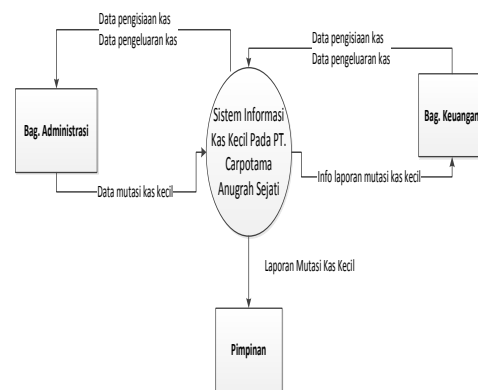 Data pengisiaan kas
Data pengeluaran kas
Data pengisiaan kas
Data pengeluaran kas
Bag. Administrasi
Sistem Informasi
Kas Kecil Pada PT.
Carpotama
Anugrah Sejati
Bag. Keuangan
Data mutasi kas kecil
Info laporan mutasi kas kecil
Laporan Mutasi Kas Kecil
Pimpinan